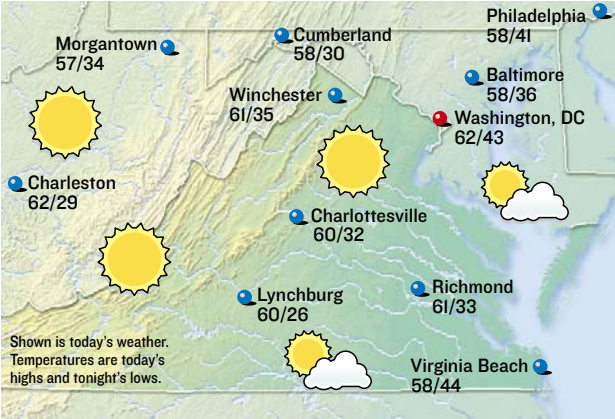 Philadelphia
58/41
Morgantown
57/34
Cumberland
58/30
Baltimore
58/36
Winchester
61/35
Washington, DC
62/43
Charleston
62/29
Charlottesville
60/32
Lynchburg
60/26
Richmond
61/33
Shown is today's weather.
Temperatures are today's
highs and tonight's lows.
Virginia Beach
58/44